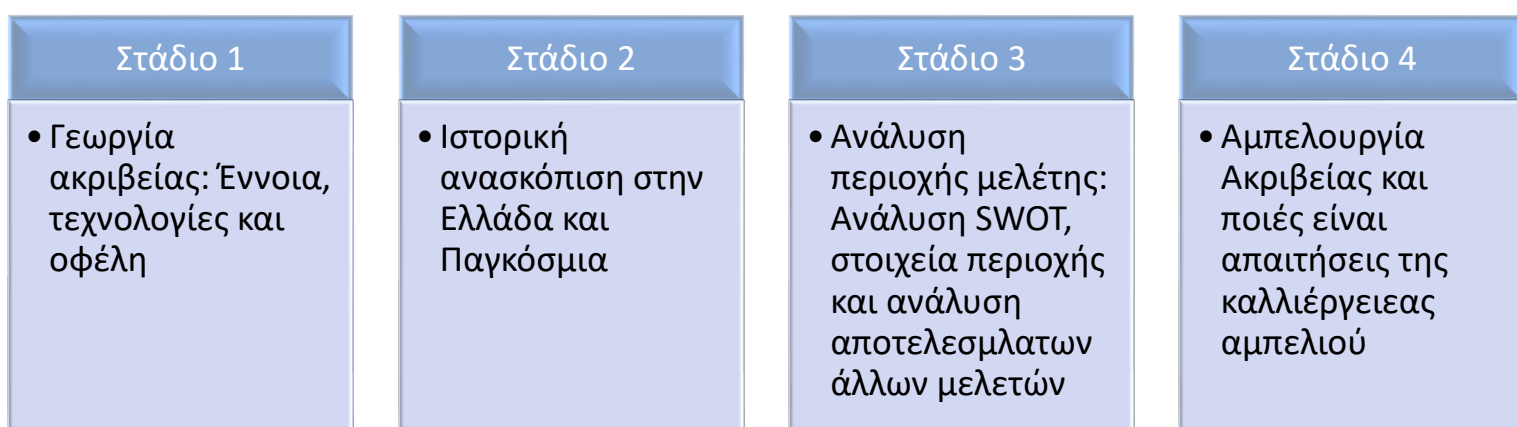 Στάδιο 1
• Γεωργία
ακριβείας: Έννοια,
τεχνολογίες και
οφέλη
Στάδιο 2
• Ιστορική
ανασκόπιση στην
Ελλάδα και
Παγκόσμια
Στάδιο 3
• Ανάλυση
περιοχής μελέτης:
Ανάλυση SWOT,
στοιχεία περιοχής
και ανάλυση
αποτελεσμλατων
άλλων μελετών
Στάδιο 4
• Αμπελουργία
Ακριβείας και
ποιές είναι
απαιτήσεις της
καλλιέργειεας
αμπελιού